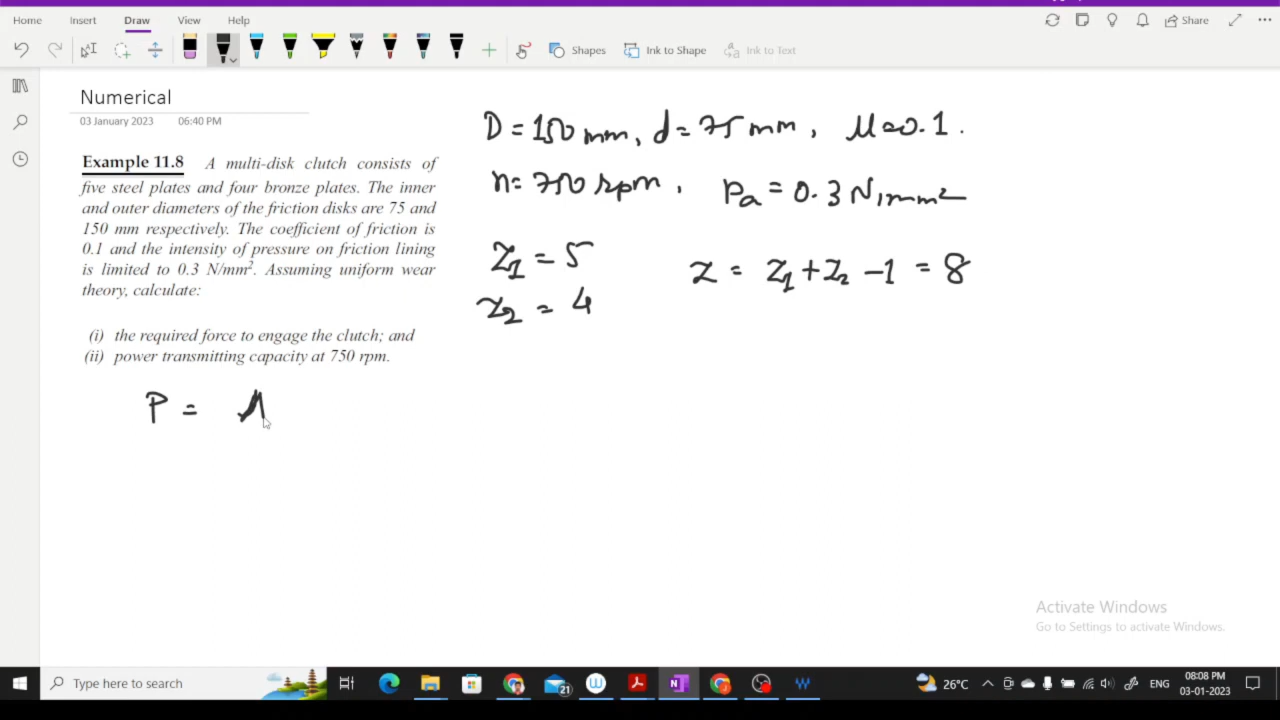 Home Insert Draw View Help
Share
Shapes Ink to Shape Ink to Text
Numerical
03 January 2023 06:40 PM
Example 11.8 A multi-disk clutch consists of
five steel plates and four bronze plates. The inner
and outer diameters of the friction disks are 75 and
150 mm respectively. The coefficient of friction is
0.1 and the intensity of pressure on friction lining
is limited to 0.3 N/mm². Assuming uniform wear
theory, calculate:
(i) the required force to engage the clutch; and
(ii) power transmitting capacity at 750 rpm.
P =
D = 150 mm, d = 75 mm, μ = 0.1.
n = 750 rpm, Pa = 0.3 N/mm²
z1 = 5
z2 = 4
z = z1 + z2 - 1 = 8
Activate Windows
Go to Settings to activate Windows.
Type here to search
21
26°C
ENG
08:08 PM
03-01-2023